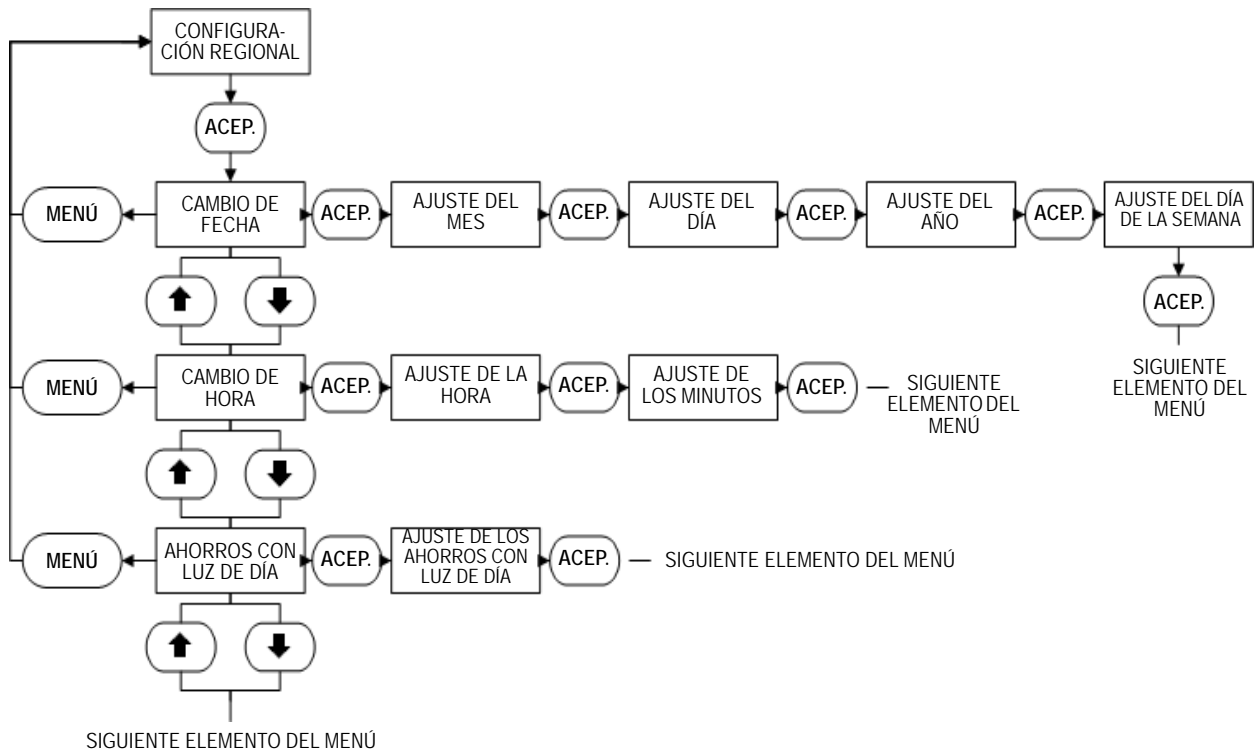 CONFIGURA-
CIÓN REGIONAL
ACEP.
MENÚ
CAMBIO DE
FECHA
ACEP.
AJUSTE DEL
MES
ACEP.
AJUSTE DEL
DÍA
ACEP.
AJUSTE DEL
AÑO
ACEP.
AJUSTE DEL DÍA
DE LA SEMANA
ACEP.
SIGUIENTE
ELEMENTO DEL
MENÚ
MENÚ
CAMBIO DE
HORA
ACEP.
AJUSTE DE LA
HORA
ACEP.
AJUSTE DE
LOS MINUTOS
ACEP.
SIGUIENTE
ELEMENTO DEL
MENÚ
MENÚ
AHORROS CON
LUZ DE DÍA
ACEP.
AJUSTE DE LOS
AHORROS CON
LUZ DE DÍA
ACEP.
SIGUIENTE ELEMENTO DEL MENÚ
SIGUIENTE ELEMENTO DEL MENÚ